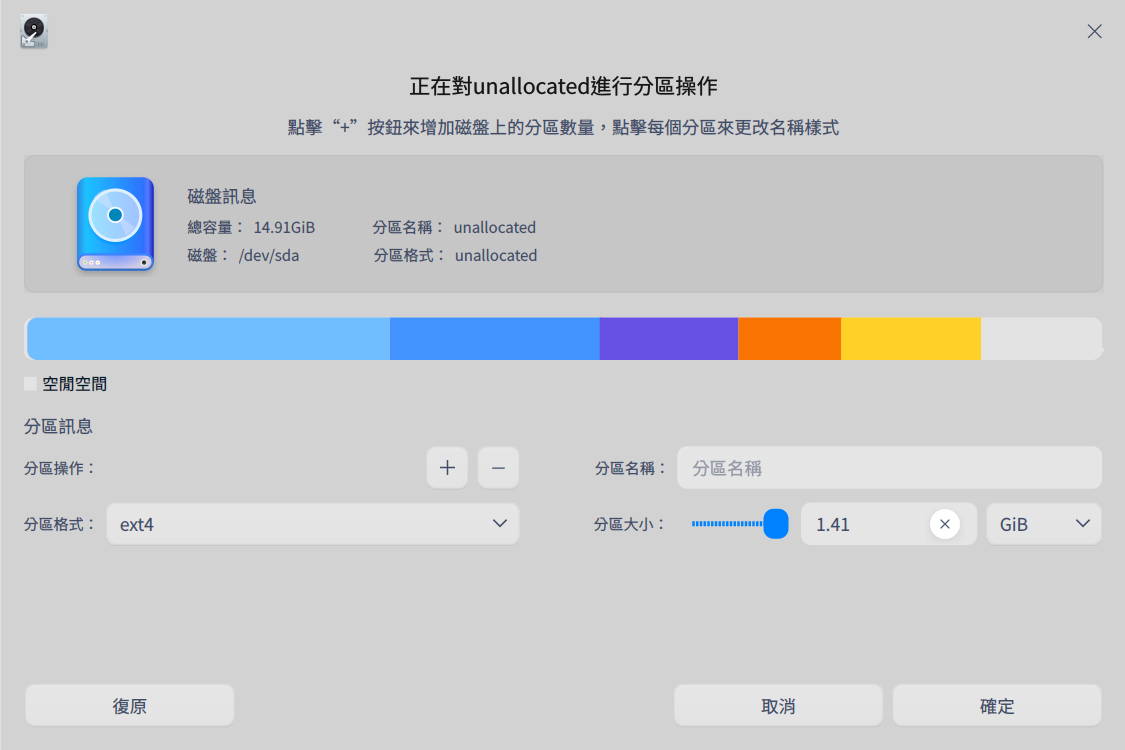 正在對unallocated進行分區操作
點擊“+”按鈕來增加磁盤上的分區數量，點擊每個分區來更改名稱樣式
磁盤訊息
總容量： 14.91GiB 分區名稱： unallocated
磁盤： /dev/sda 分區格式： unallocated
空閒空間
分區訊息
分區操作： 分區名稱： 分區名稱
分區格式： ext4 分區大小： 1.41 GiB
復原 取消 確定